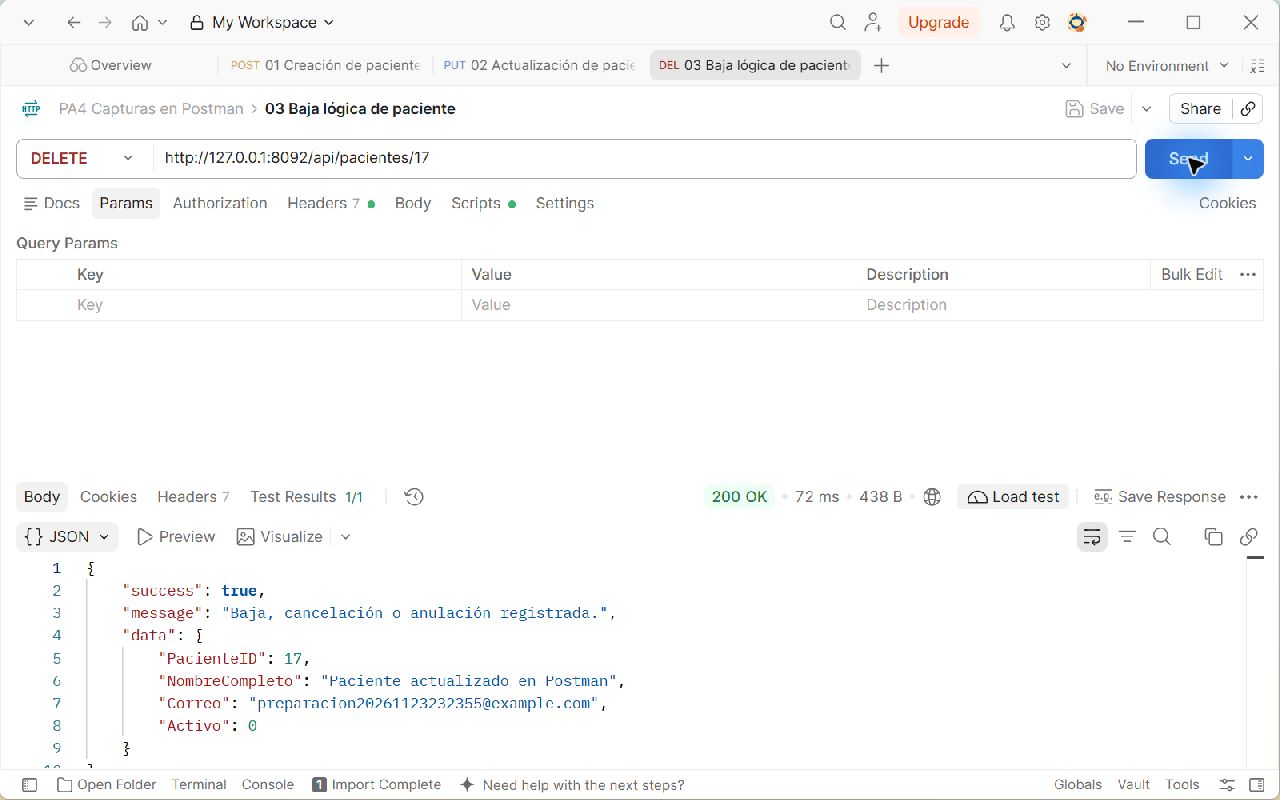 My Workspace Upgrade
Overview POST 01 Creación de paciente PUT 02 Actualización de pacie DEL 03 Baja lógica de pacient No Environment
HTTP PA4 Capturas en Postman > 03 Baja lógica de paciente Save Share
DELETE http://127.0.0.1:8092/api/pacientes/17 Send
Docs Params Authorization Headers 7 Body Scripts Settings Cookies
Query Params
Key Value Description Bulk Edit
Key Value Description
Body Cookies Headers 7 Test Results 1/1 200 OK 72 ms 438 B Load test e.g. Save Response
{} JSON Preview Visualize
1 {
2 "success": true,
3 "message": "Baja, cancelación o anulación registrada.",
4 "data": {
5 "PacienteID": 17,
6 "NombreCompleto": "Paciente actualizado en Postman",
7 "Correo": "preparacion20261123232355@example.com",
8 "Activo": 0
9 }
Open Folder Terminal Console 1 Import Complete Need help with the next steps? Globals Vault Tools